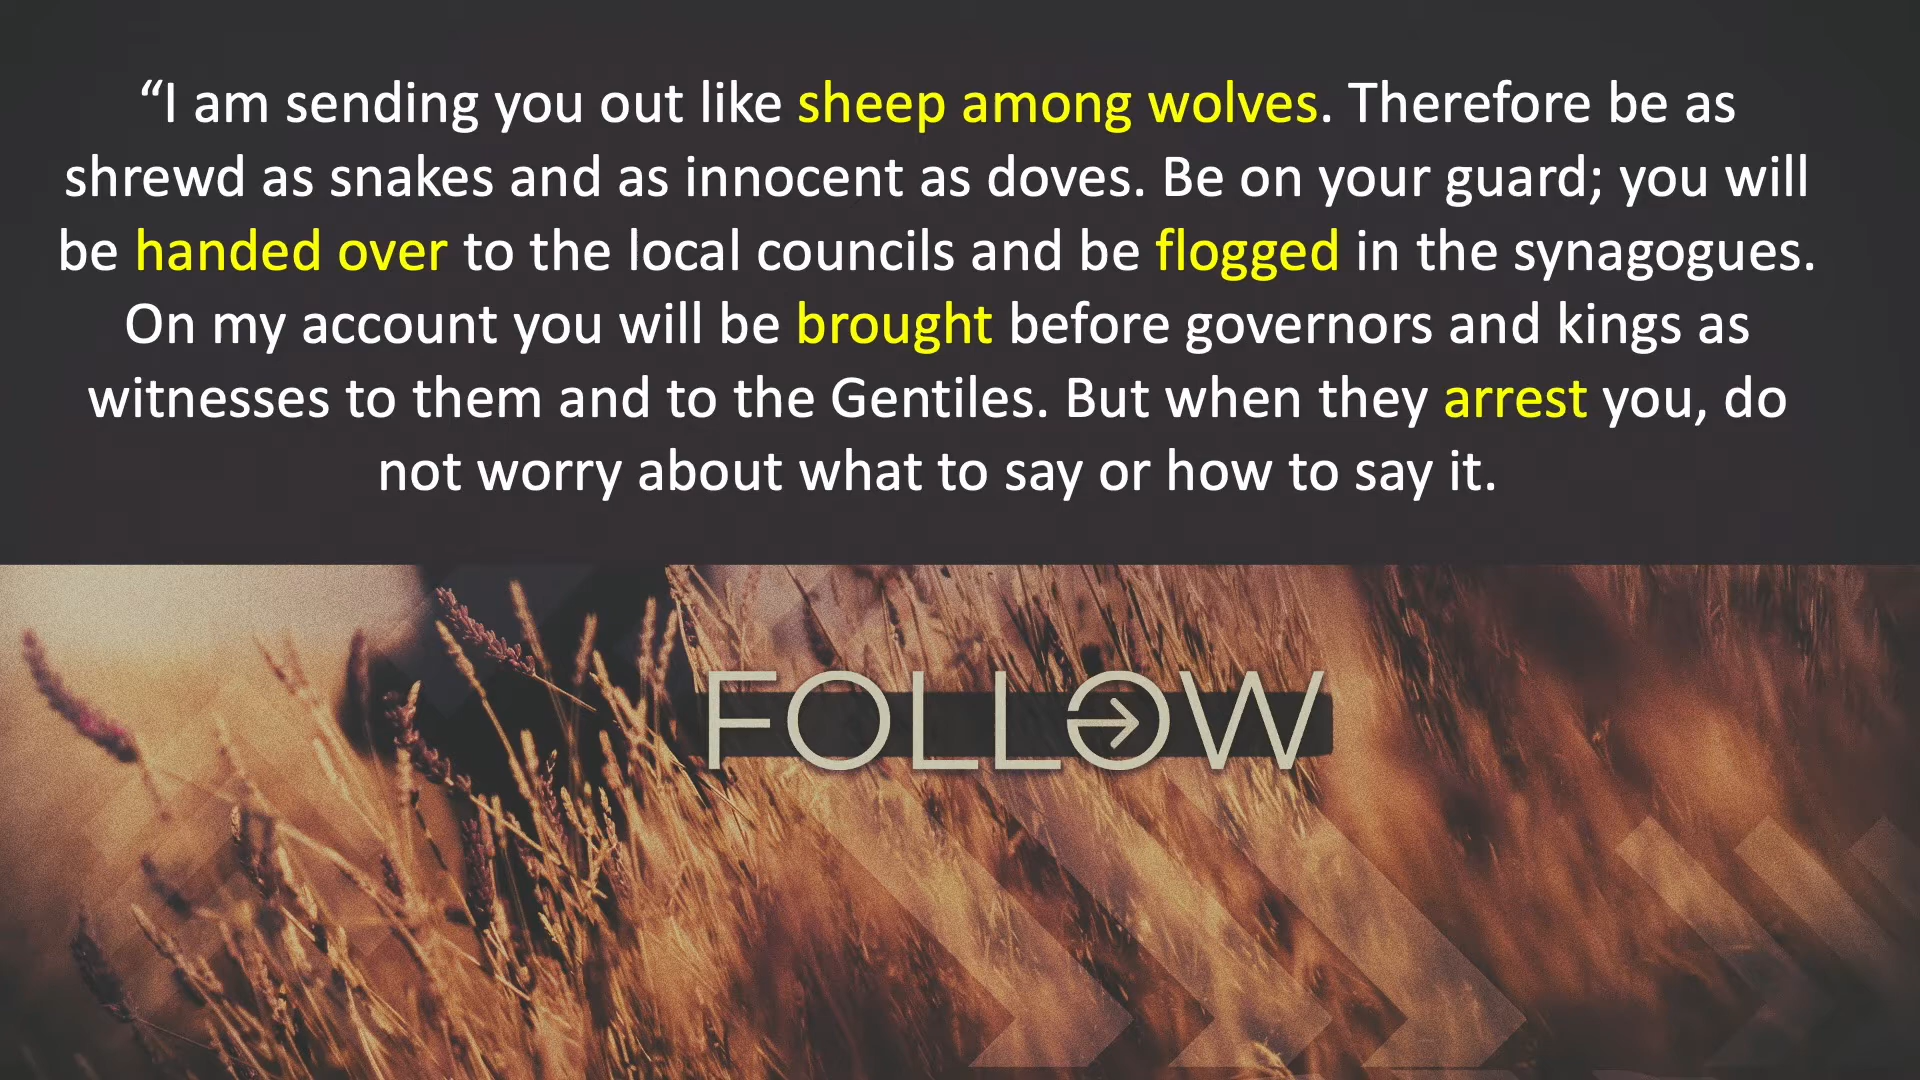 “I am sending you out like sheep among wolves. Therefore be as
shrewd as snakes and as innocent as doves. Be on your guard; you will
be handed over to the local councils and be flogged in the synagogues.
On my account you will be brought before governors and kings as
witnesses to them and to the Gentiles. But when they arrest you, do
not worry about what to say or how to say it.
FOLLOW